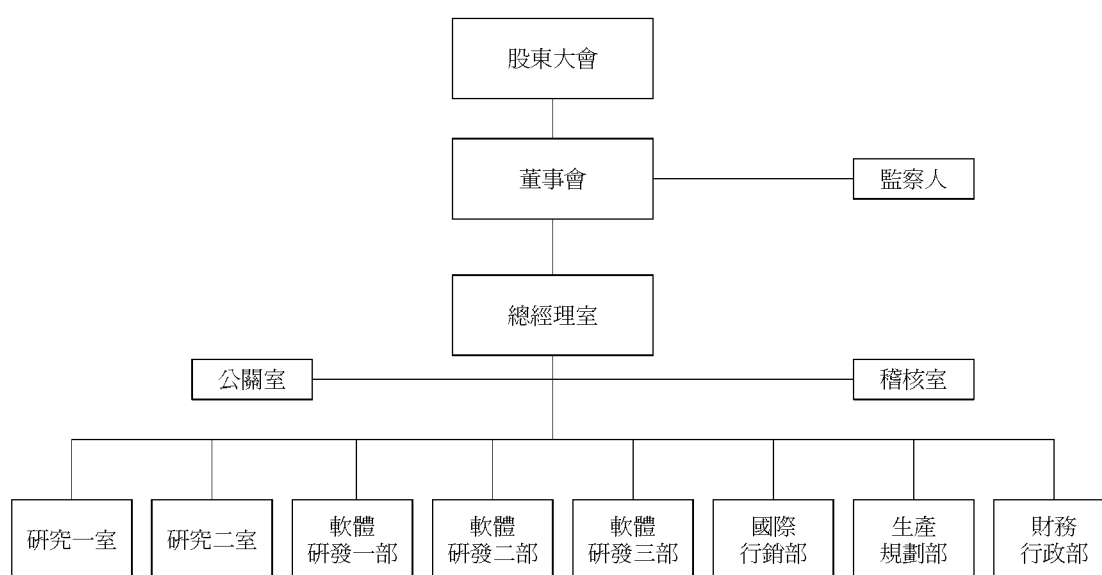 股東大會
董事會
監察人
總經理室
公關室
稽核室
研究一室
研究二室
軟體
研發一部
軟體
研發二部
軟體
研發三部
國際
行銷部
生產
規劃部
財務
行政部